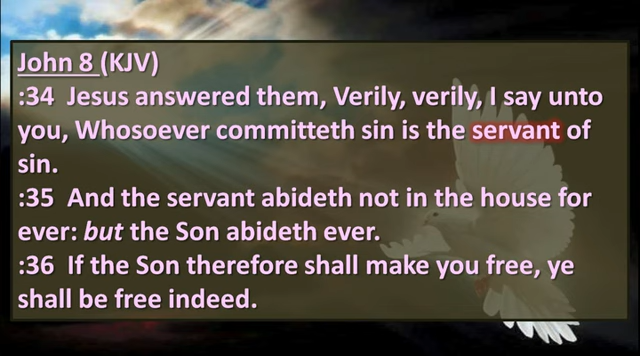 John 8 (KJV)
:34 Jesus answered them, Verily, verily, I say unto
you, Whosoever committeth sin is the servant of
sin.
:35 And the servant abideth not in the house for
ever: but the Son abideth ever.
:36 If the Son therefore shall make you free, ye
shall be free indeed.